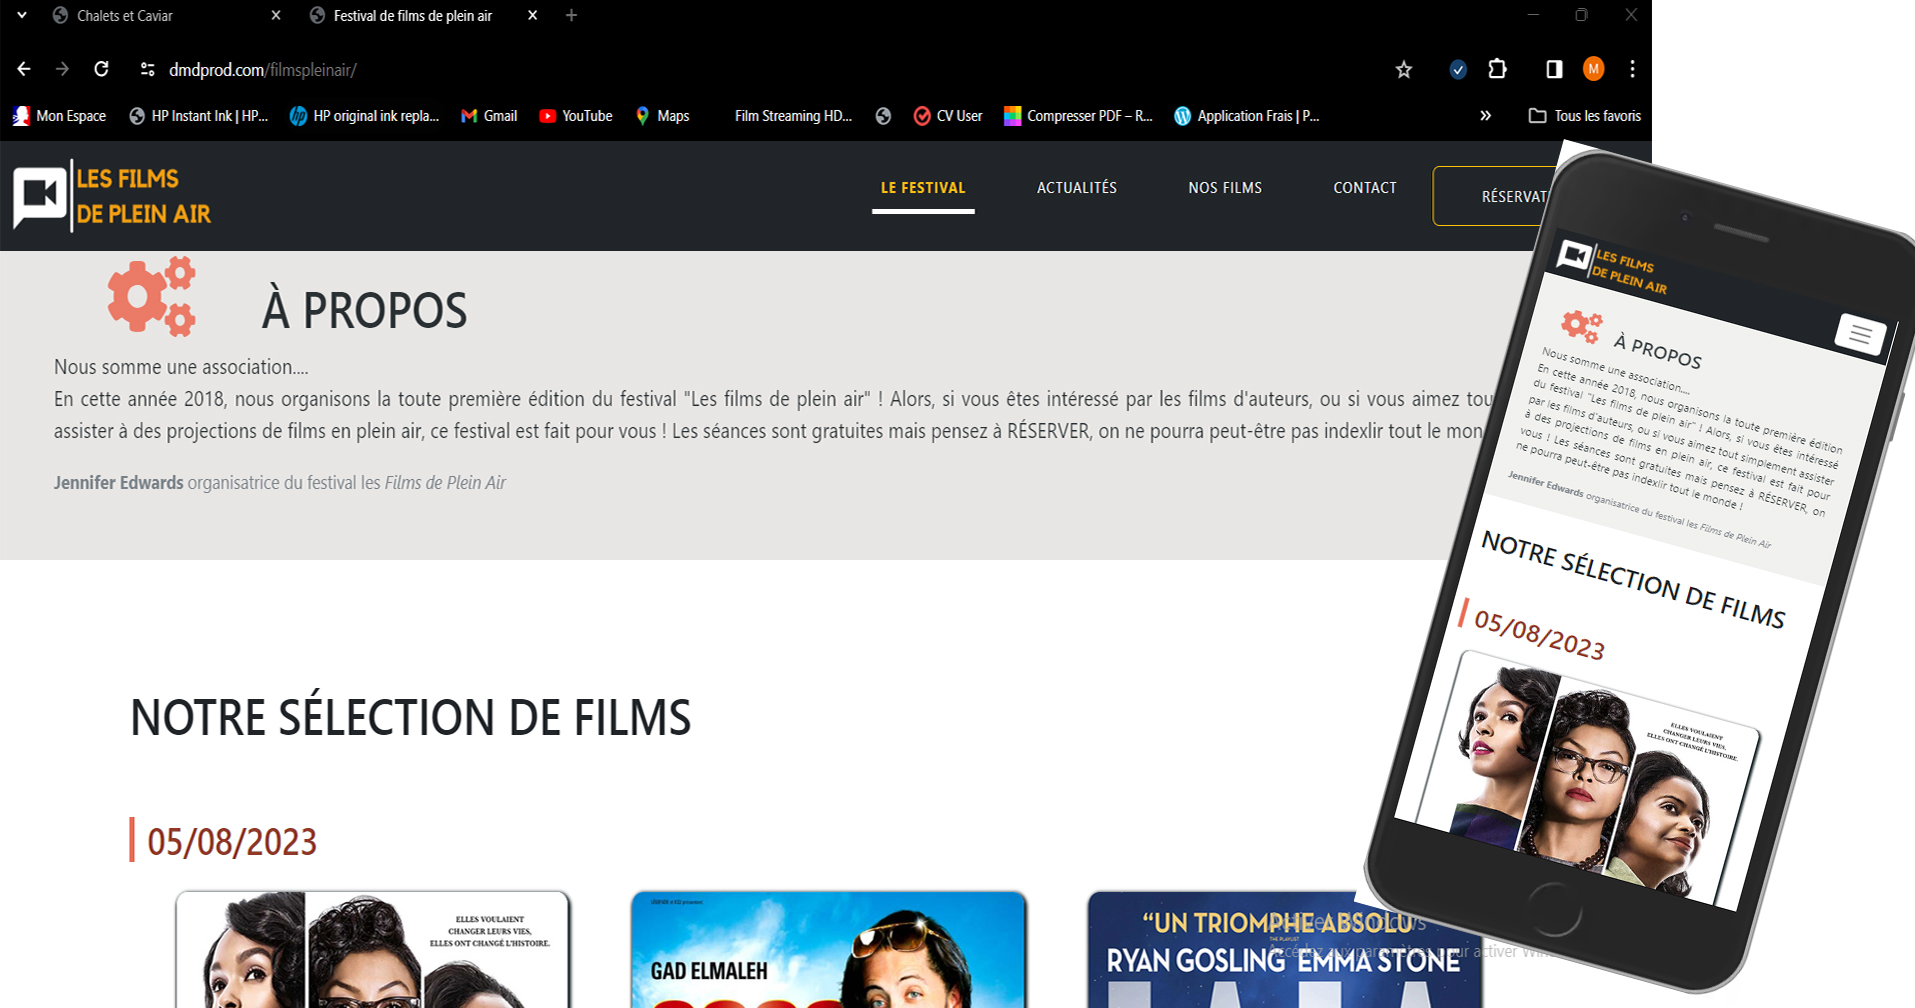 Chalets et Caviar
Festival de films de plein air
dmdprod.com/filmspleinair/
M
Mon Espace
HP Instant Ink | HP...
HP original ink repla...
Gmail
YouTube
Maps
Film Streaming HD...
CV User
Compresser PDF – R...
Application Frais | P...
Tous les favoris
LES FILMS
DE PLEIN AIR
LE FESTIVAL
ACTUALITÉS
NOS FILMS
CONTACT
RÉSERVAT
À PROPOS
Nous somme une association....
En cette année 2018, nous organisons la toute première édition du festival "Les films de plein air" ! Alors, si vous êtes intéressé par les films d'auteurs, ou si vous aimez tou
assister à des projections de films en plein air, ce festival est fait pour vous ! Les séances sont gratuites mais pensez à RÉSERVER, on ne pourra peut-être pas indexlir tout le mon
Jennifer Edwards organisatrice du festival les Films de Plein Air
NOTRE SÉLECTION DE FILMS
05/08/2023
ELLES VOULAIENT
CHANGER LEURS VIES,
ELLES ONT CHANGÉ L'HISTOIRE.
GAD ELMALEH
"UN TRIOMPHE ABSOLU"
THE PLAYLIST
RYAN GOSLING EMMA STONE
Activer Windows
Accédez aux paramètres pour activer Win
LES FILMS
DE PLEIN AIR
À PROPOS
Nous somme une association....
En cette année 2018, nous organisons la toute première édition
du festival "Les films de plein air" ! Alors, si vous êtes intéressé
par les films d'auteurs, ou si vous aimez tout simplement assister
à des projections de films en plein air, ce festival est fait pour
vous ! Les séances sont gratuites mais pensez à RÉSERVER, on
ne pourra peut-être pas indexlir tout le monde !
Jennifer Edwards organisatrice du festival les Films de Plein Air
NOTRE SÉLECTION DE FILMS
05/08/2023
ELLES VOULAIENT
CHANGER LEURS VIES,
ELLES ONT CHANGÉ L'HISTOIRE.